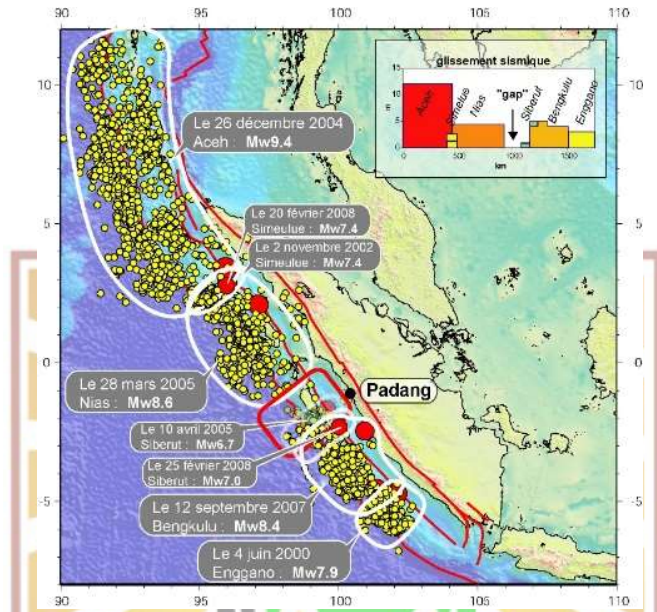 90 95 100 105 110
10
5
0
-5
90 95 100 105 110
glissement sismique
15
10
5
0
m
Aceh
Simelue
Nias
"gap"
Siberut
Bengkulu
Enggano
0 500 1000 1500
km
Le 26 décembre 2004
Aceh : Mw9.4
Le 20 février 2008
Simeulue : Mw7.4
Le 2 novembre 2002
Simeulue : Mw7.4
Padang
Le 28 mars 2005
Nias : Mw8.6
Le 10 avril 2005
Siberut : Mw6.7
Le 25 février 2008
Siberut : Mw7.0
Le 12 septembre 2007
Bengkulu : Mw8.4
Le 4 juin 2000
Enggano : Mw7.9